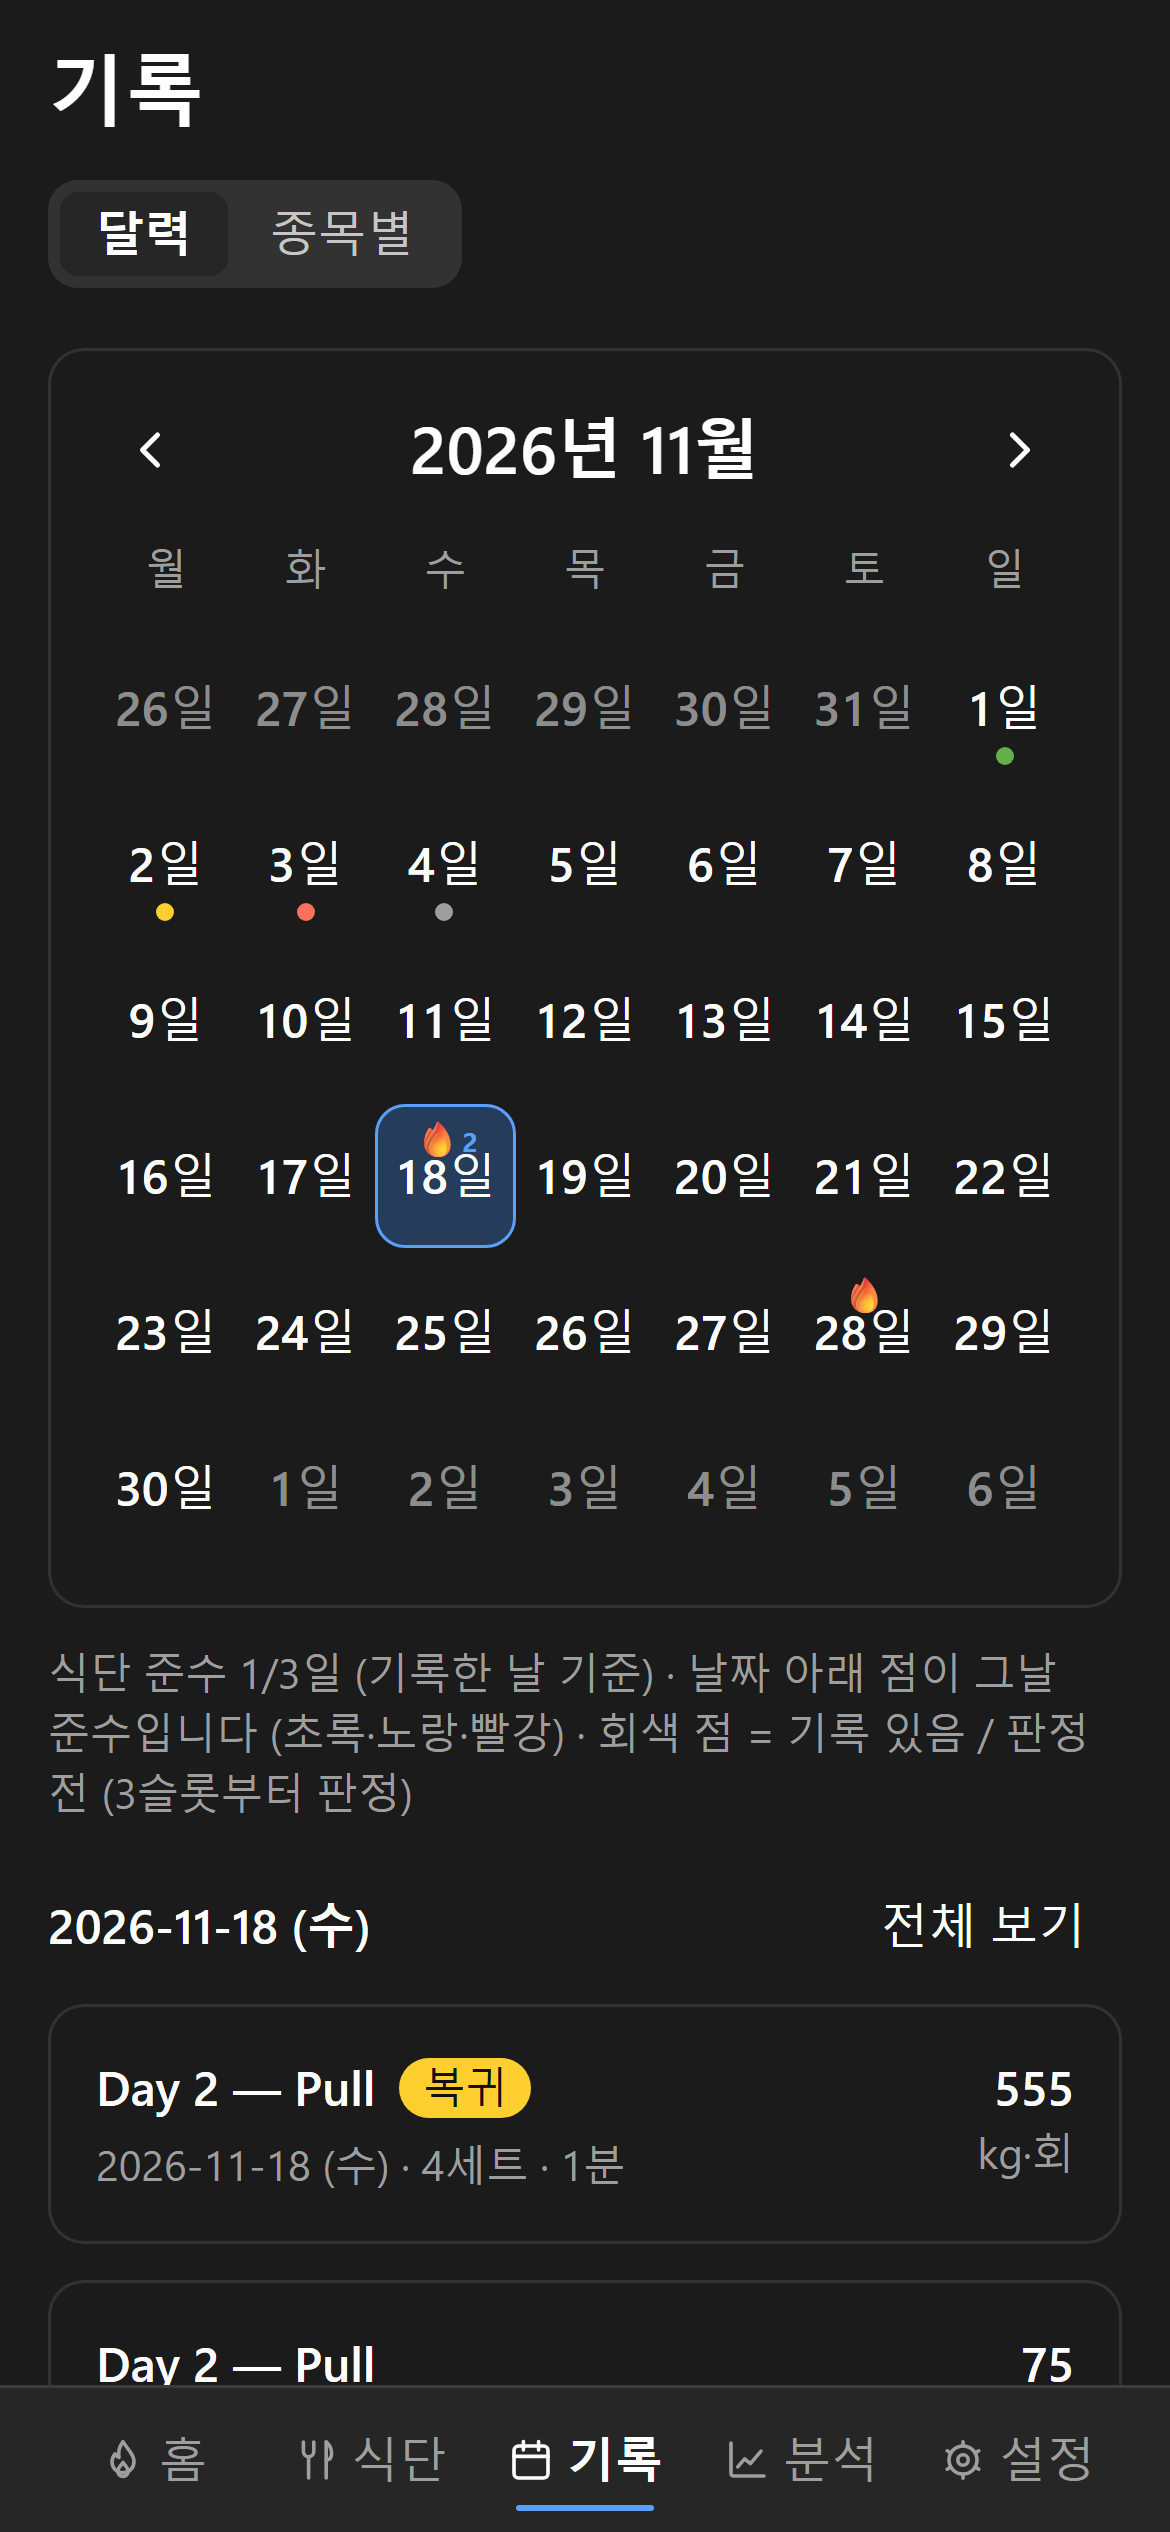 기록
달력 종목별
2026년 11월
월 화 수 목 금 토 일
26일 27일 28일 29일 30일 31일 1일
2일 3일 4일 5일 6일 7일 8일
9일 10일 11일 12일 13일 14일 15일
2
16일 17일 18일 19일 20일 21일 22일
23일 24일 25일 26일 27일 28일 29일
30일 1일 2일 3일 4일 5일 6일
식단 준수 1/3일 (기록한 날 기준) · 날짜 아래 점이 그날
준수입니다 (초록·노랑·빨강) · 회색 점 = 기록 있음 / 판정
전 (3슬롯부터 판정)
2026-11-18 (수) 전체 보기
Day 2 — Pull 복귀 555
2026-11-18 (수) · 4세트 · 1분 kg·회
Day 2 — Pull 75
홈 식단 기록 분석 설정